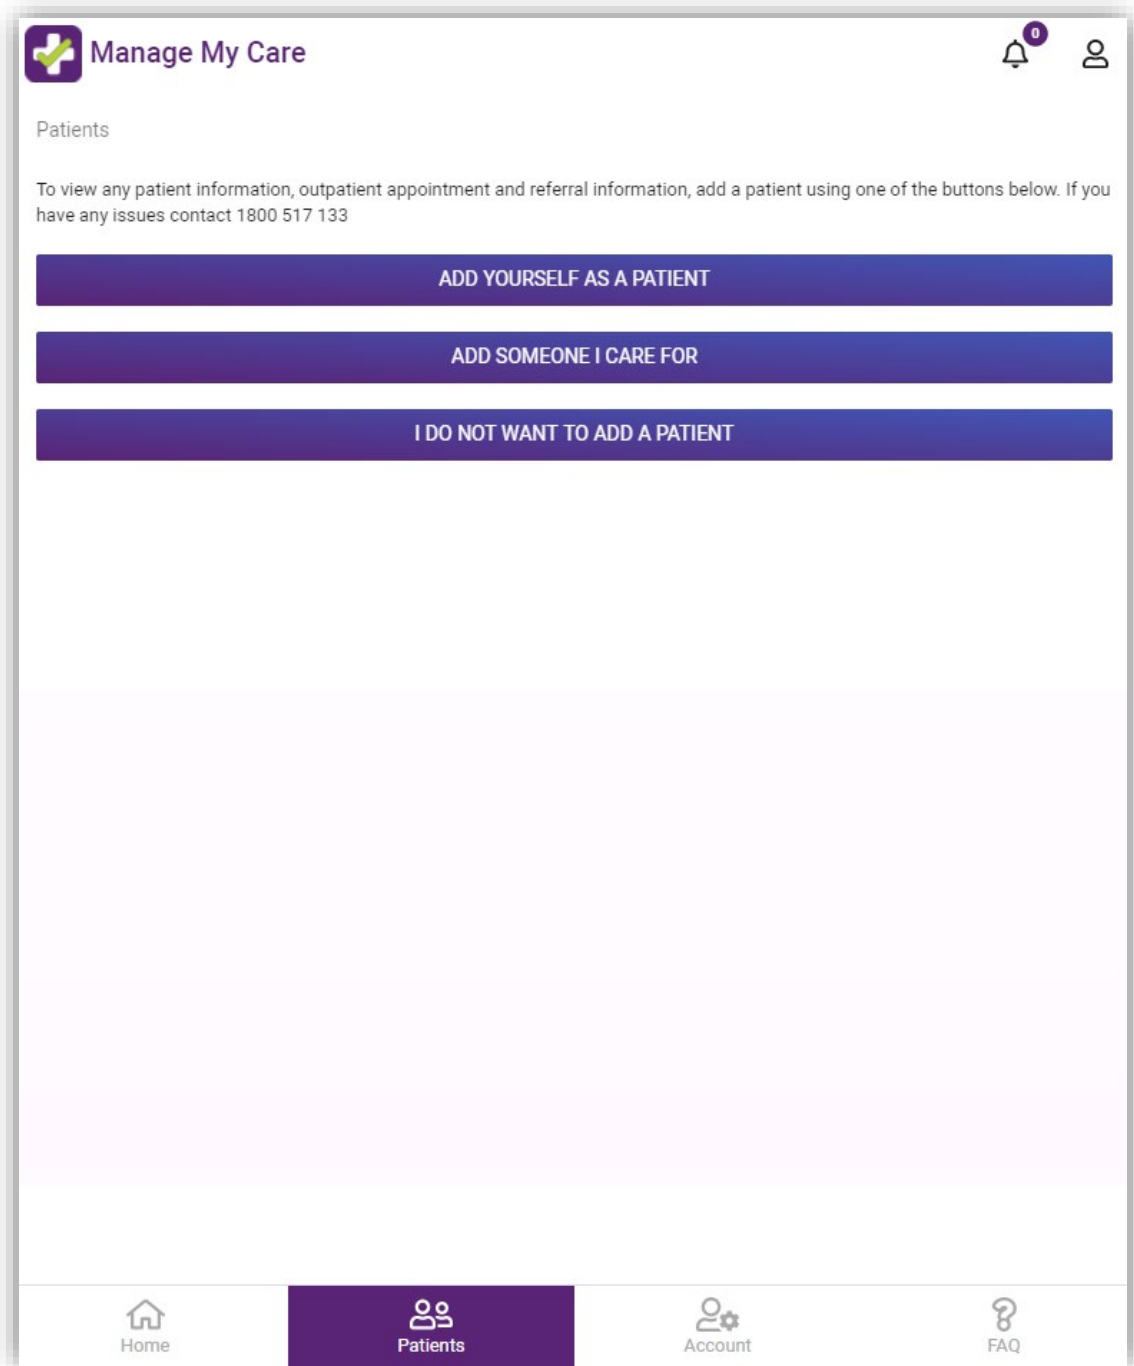 Manage My Care
0
Patients
To view any patient information, outpatient appointment and referral information, add a patient using one of the buttons below. If you
have any issues contact 1800 517 133
ADD YOURSELF AS A PATIENT
ADD SOMEONE I CARE FOR
I DO NOT WANT TO ADD A PATIENT
Home
Patients
Account
FAQ